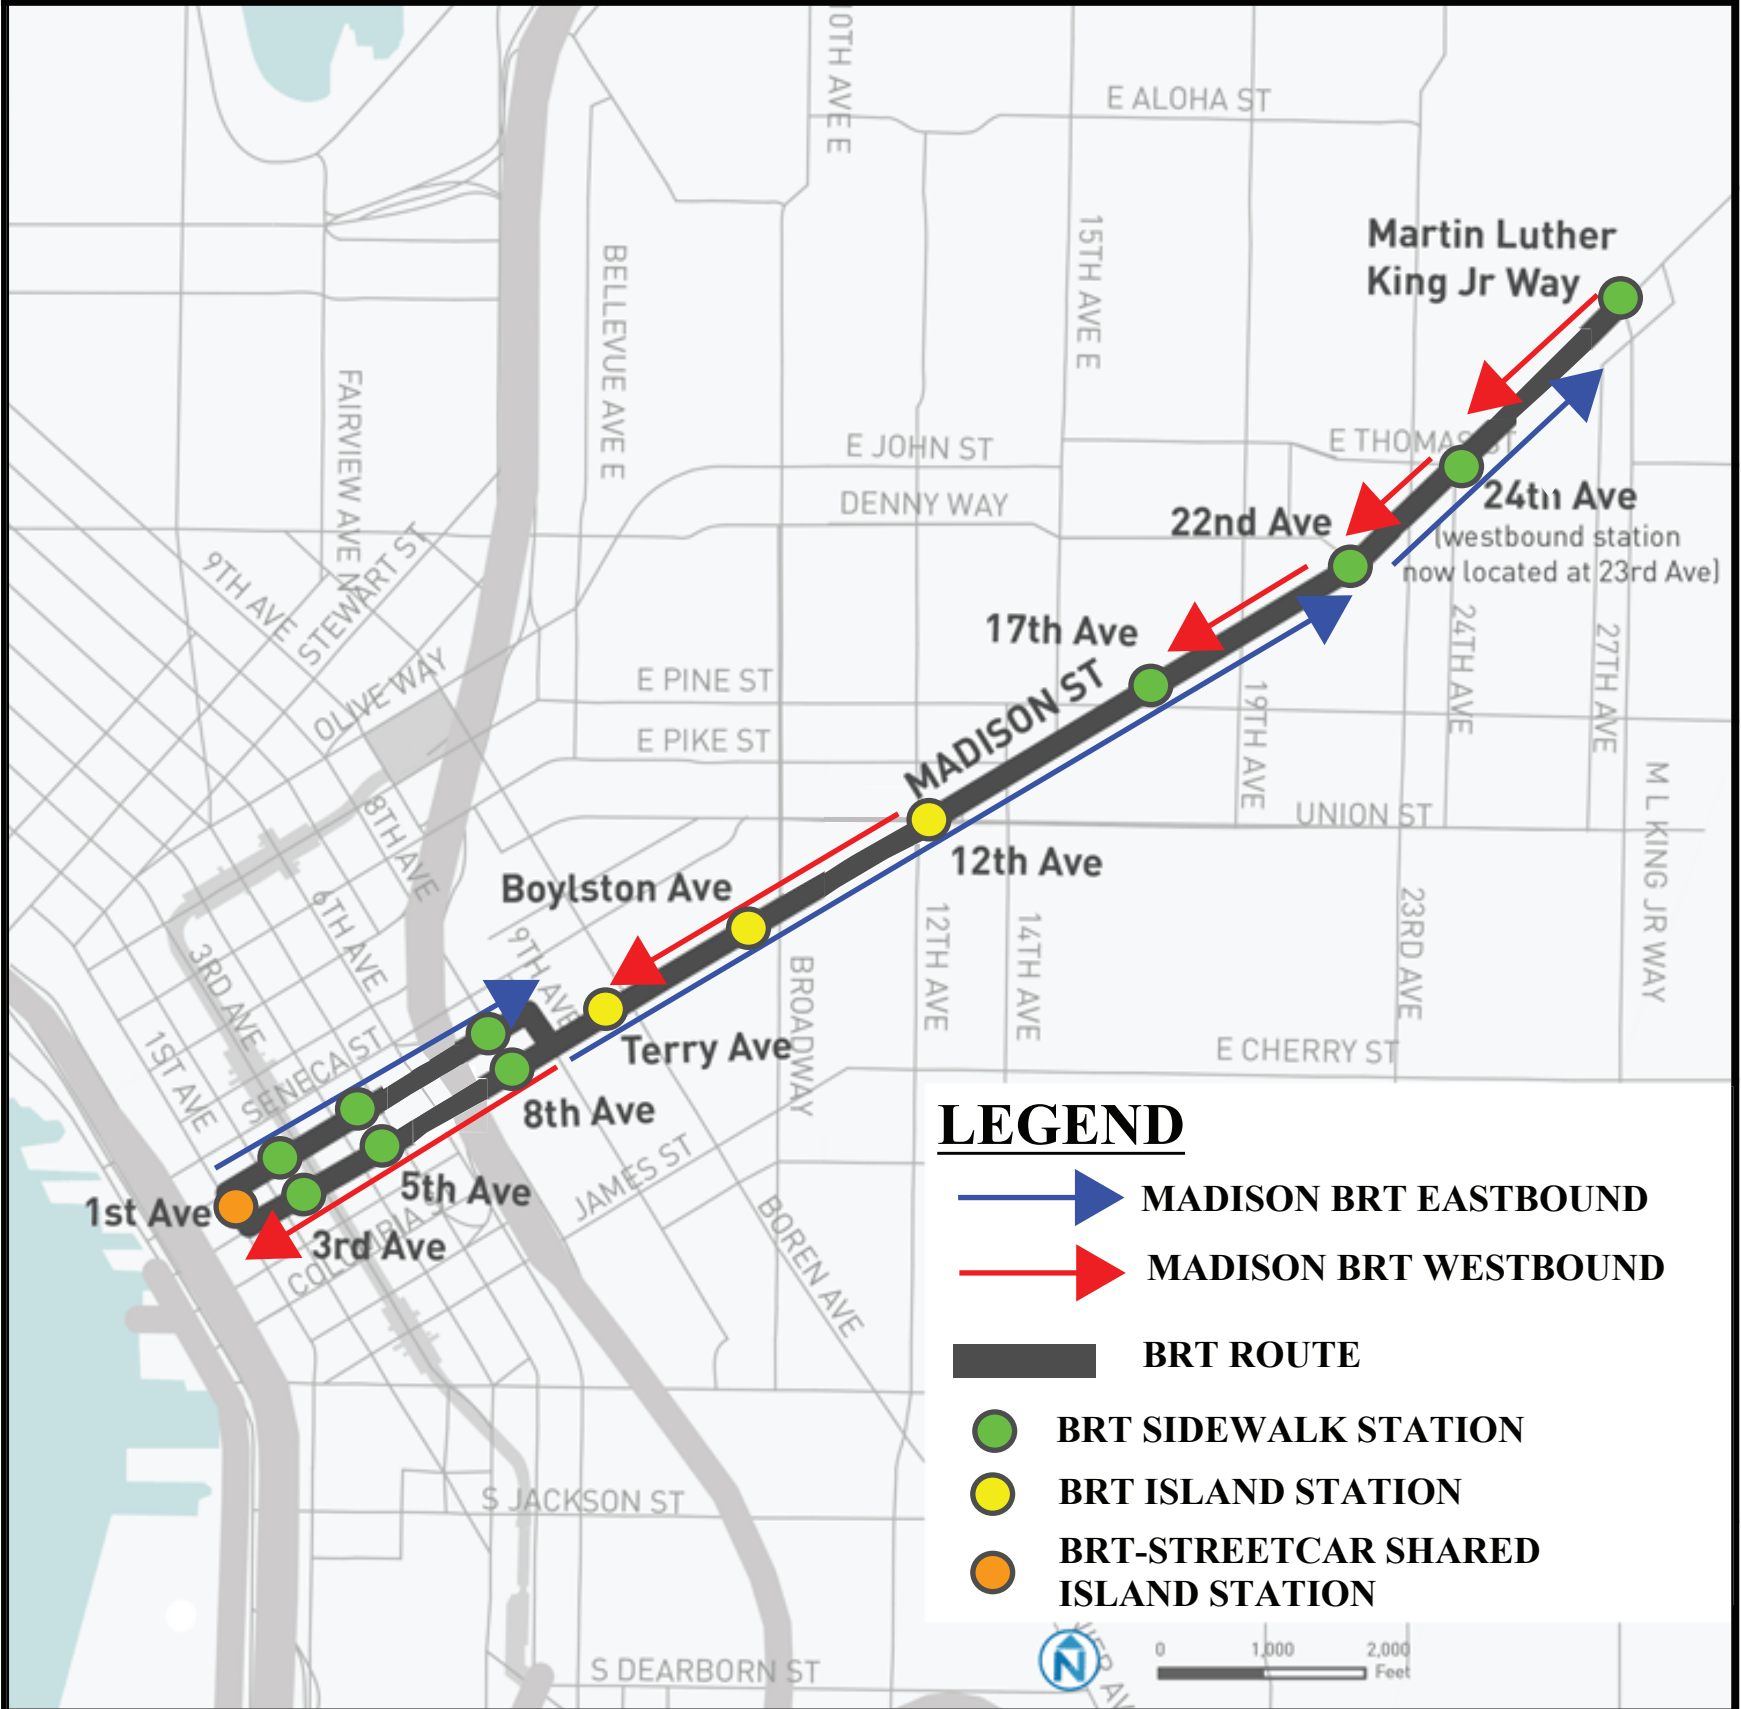 10TH AVE E
E ALOHA ST
15TH AVE E
Martin Luther
King Jr Way
BELLEVUE AVE E
FAIRVIEW AVE N
E JOHN ST
E THOMAS ST
DENNY WAY
24th Ave
22nd Ave
(westbound station
now located at 23rd Ave)
9TH AVE
STEWART ST
17th Ave
24TH AVE
27TH AVE
OLIVE WAY
E PINE ST
MADISON ST
19TH AVE
E PIKE ST
M L KING JR WAY
8TH AVE
UNION ST
12th Ave
Boylston Ave
6TH AVE
9TH AVE
12TH AVE
14TH AVE
23RD AVE
3RD AVE
BROADWAY
1ST AVE
SENECA ST
Terry Ave
E CHERRY ST
8th Ave
JAMES ST
5th Ave
1st Ave
3rd Ave
COLUMBIA ST
BOREN AVE
S JACKSON ST
S DEARBORN ST
LEGEND
MADISON BRT EASTBOUND
MADISON BRT WESTBOUND
BRT ROUTE
BRT SIDEWALK STATION
BRT ISLAND STATION
BRT-STREETCAR SHARED
ISLAND STATION
N
0 1,000 2,000
Feet